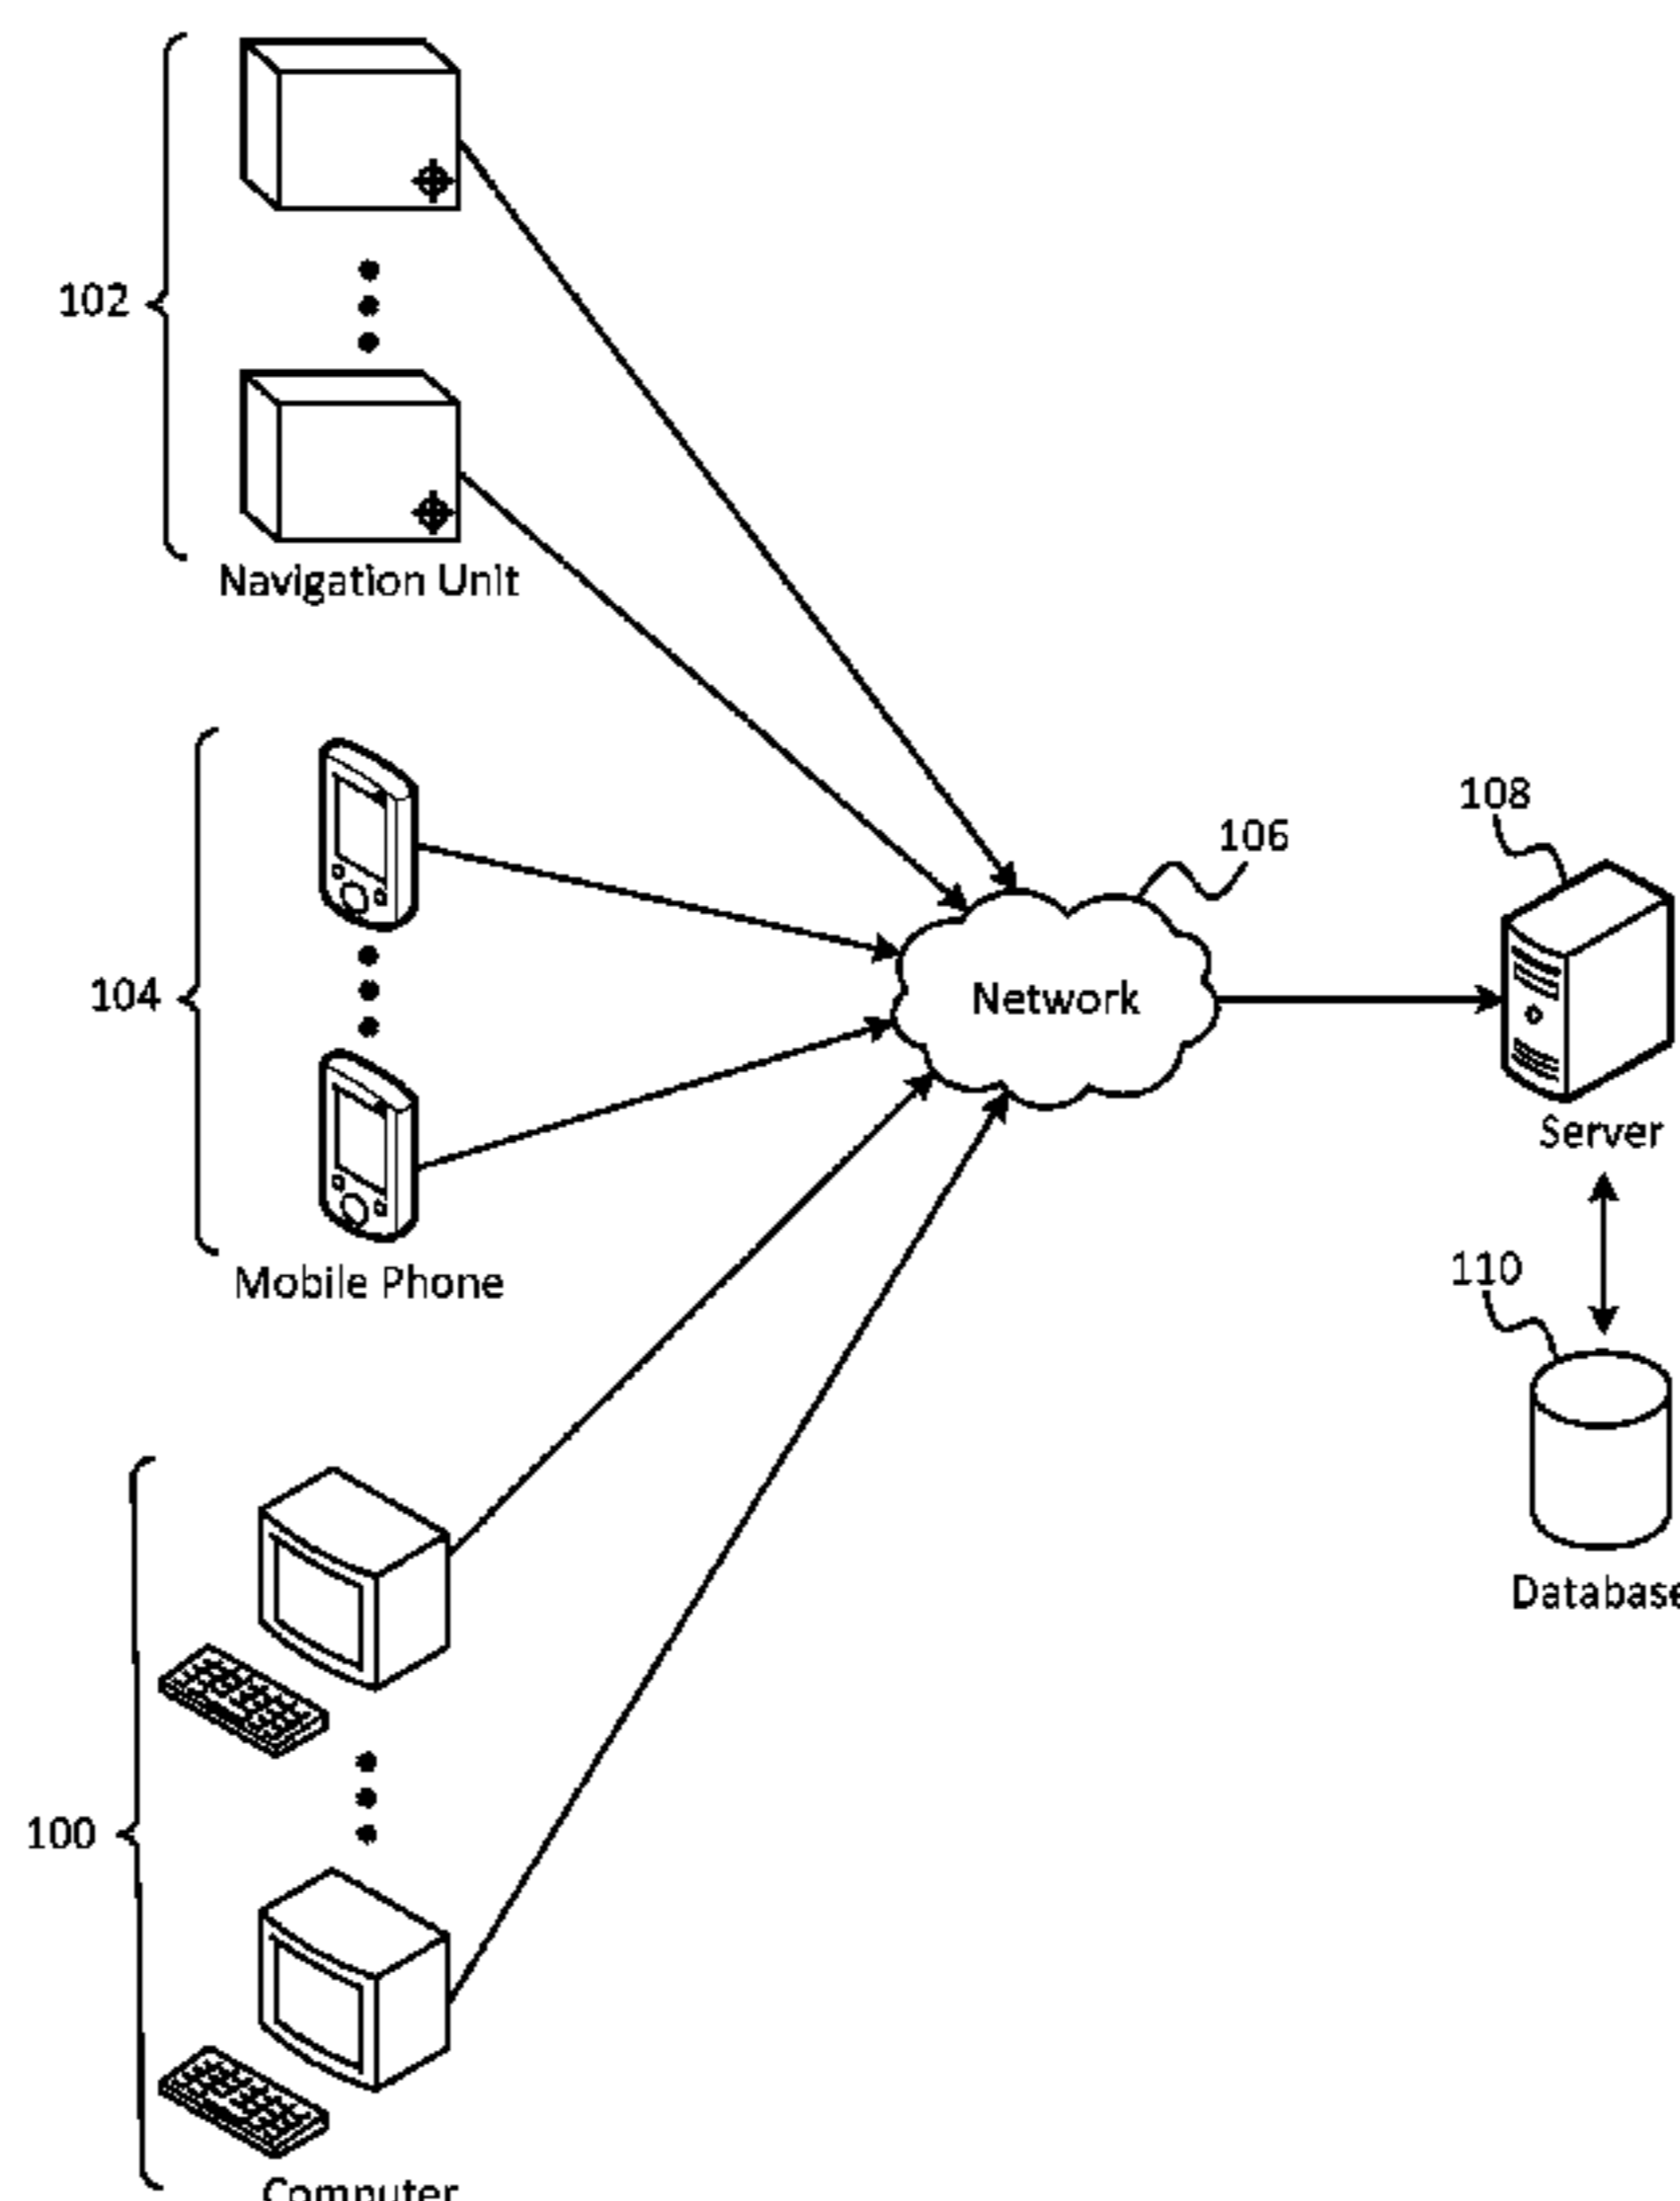 102
Navigation Unit
108
106
104
Network
Server
Mobile Phone
110
Database
100
Computer